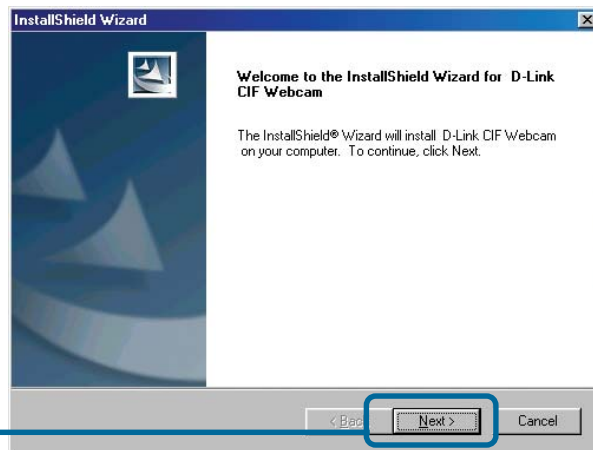 InstallShield Wizard
Welcome to the InstallShield Wizard for D-Link
CIF Webcam
The InstallShield® Wizard will install D-Link CIF Webcam
on your computer. To continue, click Next.
Next >
Cancel